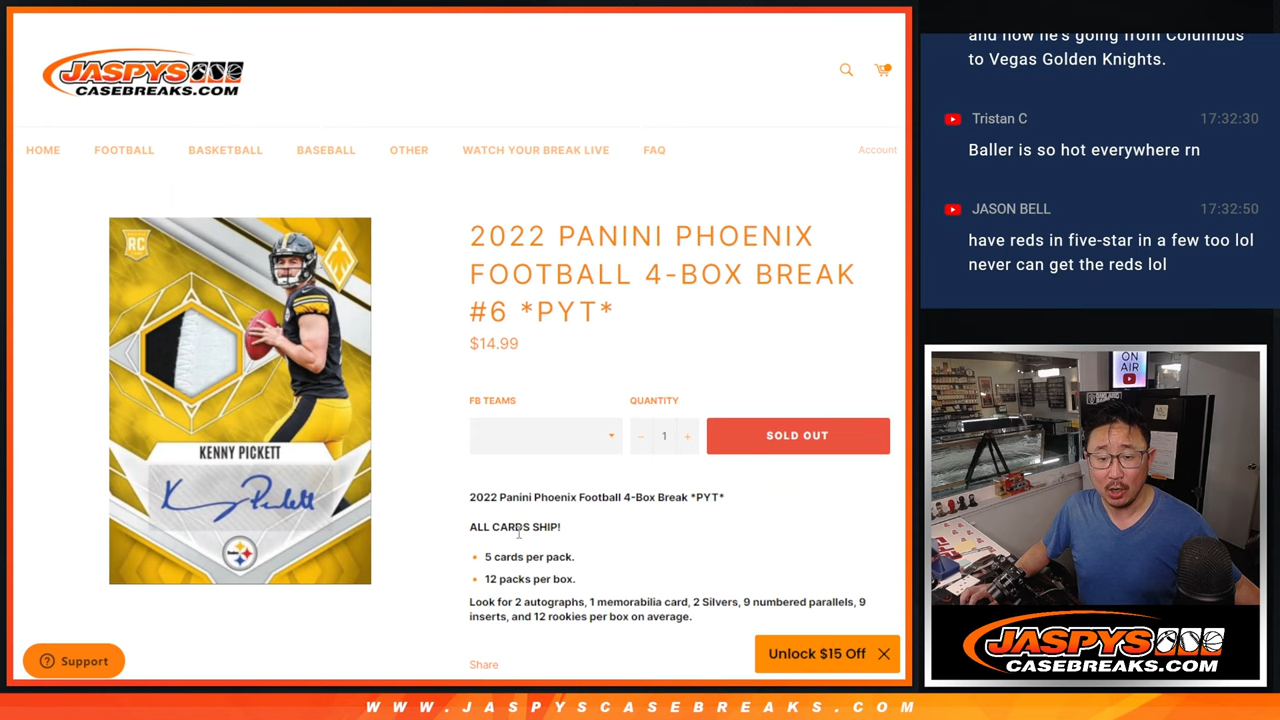 JASPYS
CASEBREAKS.COM
HOME
FOOTBALL
BASKETBALL
BASEBALL
OTHER
WATCH YOUR BREAK LIVE
FAQ
Account
RC
KENNY PICKETT
Steelers
2022 PANINI PHOENIX
FOOTBALL 4-BOX BREAK
#6 *PYT*
$14.99
FB TEAMS
QUANTITY
− 1 +
SOLD OUT
2022 Panini Phoenix Football 4-Box Break *PYT*
ALL CARDS SHIP!
• 5 cards per pack.
• 12 packs per box.
Look for 2 autographs, 1 memorabilia card, 2 Silvers, 9 numbered parallels, 9
inserts, and 12 rookies per box on average.
Share
Support
Unlock $15 Off
and now he's going from Columbus
to Vegas Golden Knights.
Tristan C 17:32:30
Baller is so hot everywhere rn
JASON BELL 17:32:50
have reds in five-star in a few too lol
never can get the reds lol
ON
AIR
JASPYS
CASEBREAKS.COM
WWW.JASPYSCASEBREAKS.COM